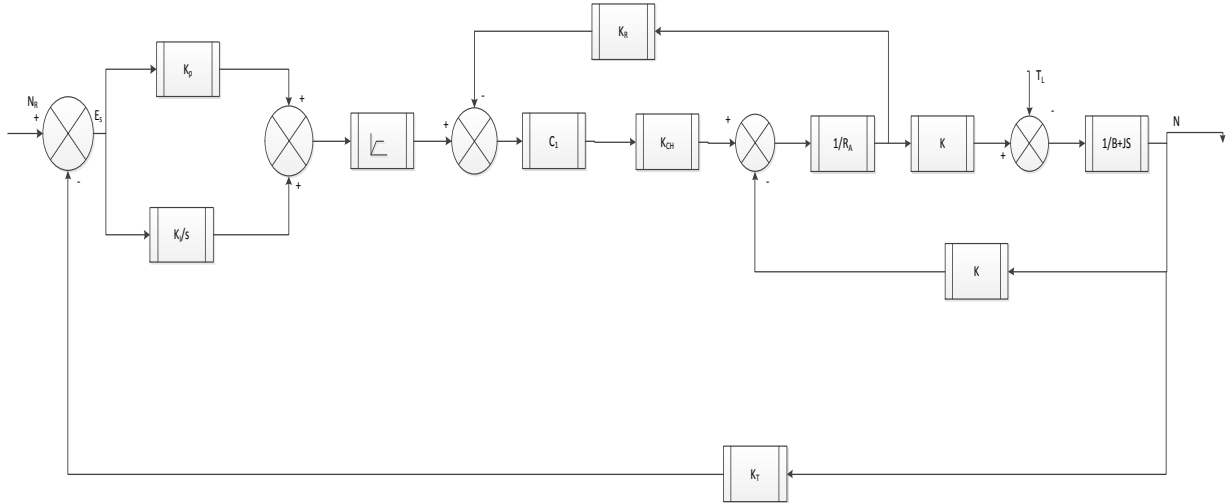 K_R
K_p
T_L
N_R
+
E_s
+
-
+
-
+
-
N
C_1
K_CH
1/R_A
K
1/B+JS
+
-
+
-
K_I/s
K
K_T